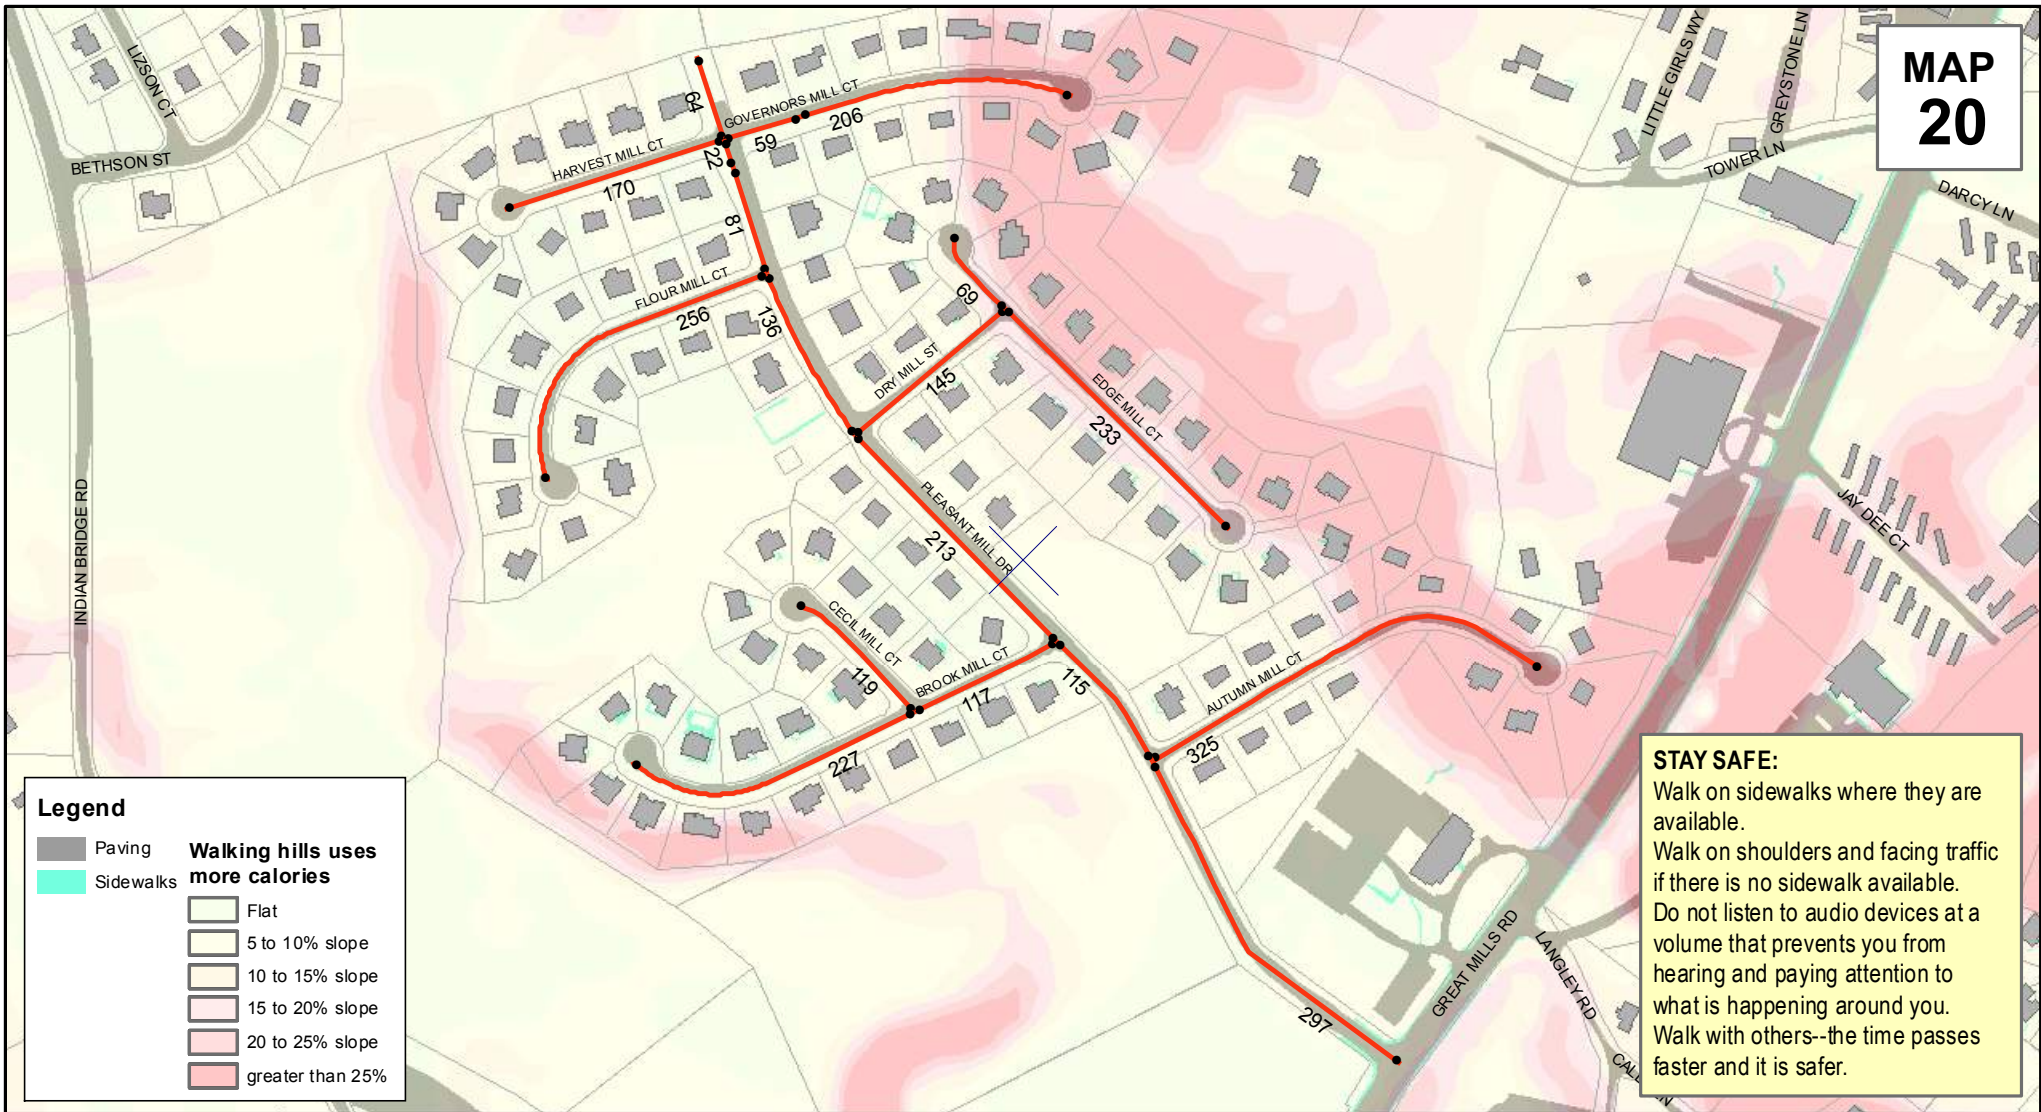 MAP
20
LIZSON CT
BETHSON ST
INDIAN BRIDGE RD
LITTLE GIRLS WY
GREYSTONE LN
TOWER LN
DARCY LN
JAY DEE CT
64
GOVERNORS MILL CT
59
206
HARVEST MILL CT
170
22
81
FLOUR MILL CT
256
136
69
DRY MILL ST
145
EDGE MILL CT
233
PLEASANT MILL DR
213
CECIL MILL CT
119
BROOK MILL CT
117
115
227
AUTUMN MILL CT
325
297
GREAT MILLS RD
LANGLEY RD
Legend
Paving
Sidewalks
Walking hills uses
more calories
Flat
5 to 10% slope
10 to 15% slope
15 to 20% slope
20 to 25% slope
greater than 25%
STAY SAFE:
Walk on sidewalks where they are
available.
Walk on shoulders and facing traffic
if there is no sidewalk available.
Do not listen to audio devices at a
volume that prevents you from
hearing and paying attention to
what is happening around you.
Walk with others--the time passes
faster and it is safer.